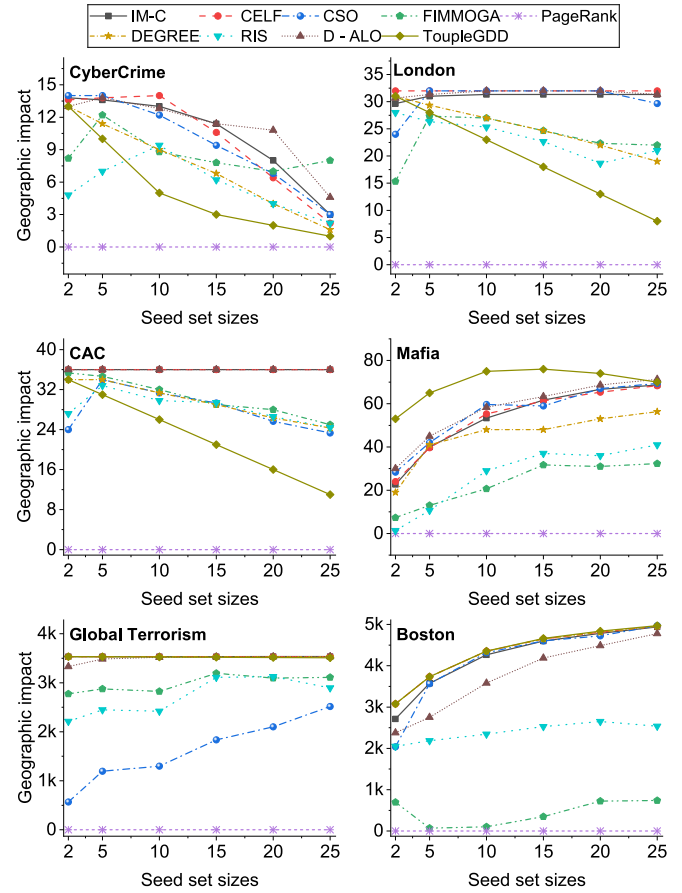 IM-C CELF CSO FIMMOGA PageRank
DEGREE RIS D - ALO ToupleGDD
CyberCrime
Geographic impact
15
12
9
6
3
0
2 5 10 15 20 25
Seed set sizes
London
35
30
25
20
15
10
5
0
2 5 10 15 20 25
Seed set sizes
CAC
Geographic impact
36
24
12
0
2 5 10 15 20 25
Seed set sizes
Mafia
80
60
40
20
0
2 5 10 15 20 25
Seed set sizes
Global Terrorism
Geographic impact
4k
3k
2k
1k
0
2 5 10 15 20 25
Seed set sizes
Boston
5k
4k
3k
2k
1k
0
2 5 10 15 20 25
Seed set sizes